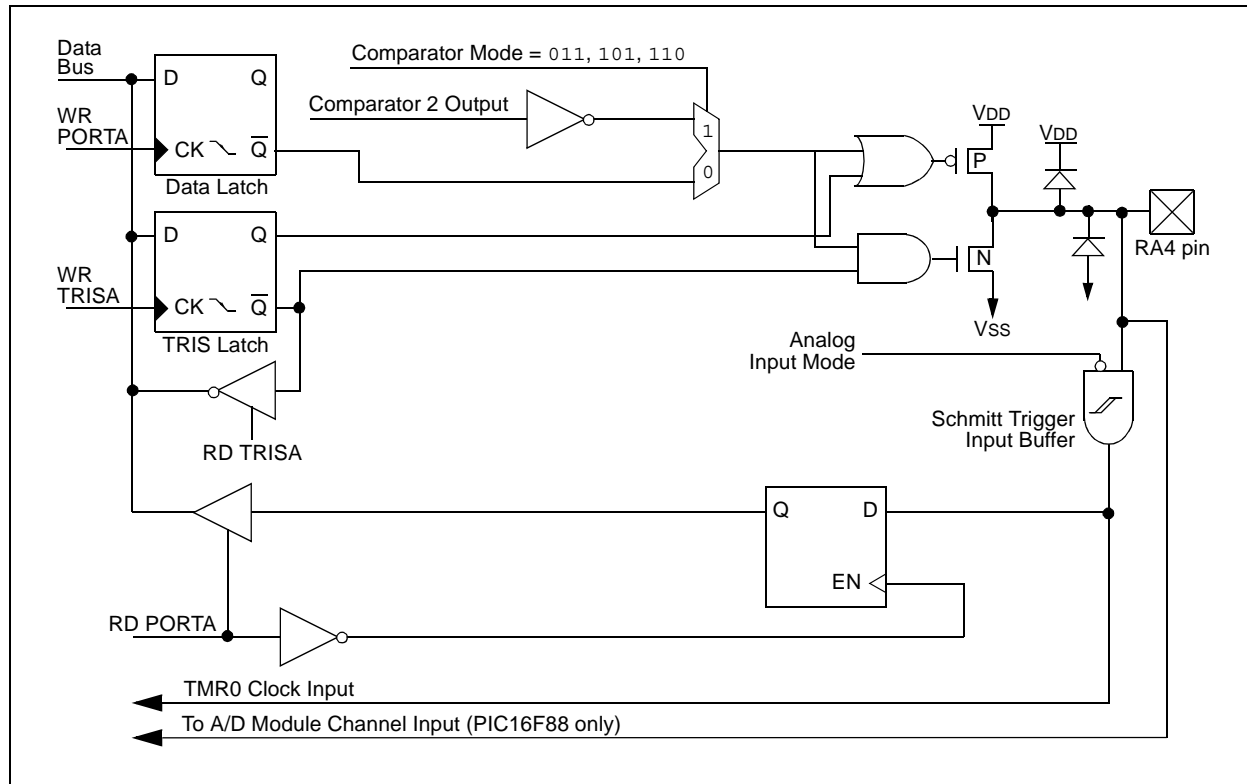 Data
Bus
D Q
WR
PORTA
CK Q
Data Latch
Comparator Mode = 011, 101, 110
Comparator 2 Output
1
0
VDD
P
VDD
RA4 pin
D Q
WR
TRISA
CK Q
TRIS Latch
N
VSS
Analog
Input Mode
RD TRISA
Schmitt Trigger
Input Buffer
Q D
EN
RD PORTA
TMR0 Clock Input
To A/D Module Channel Input (PIC16F88 only)